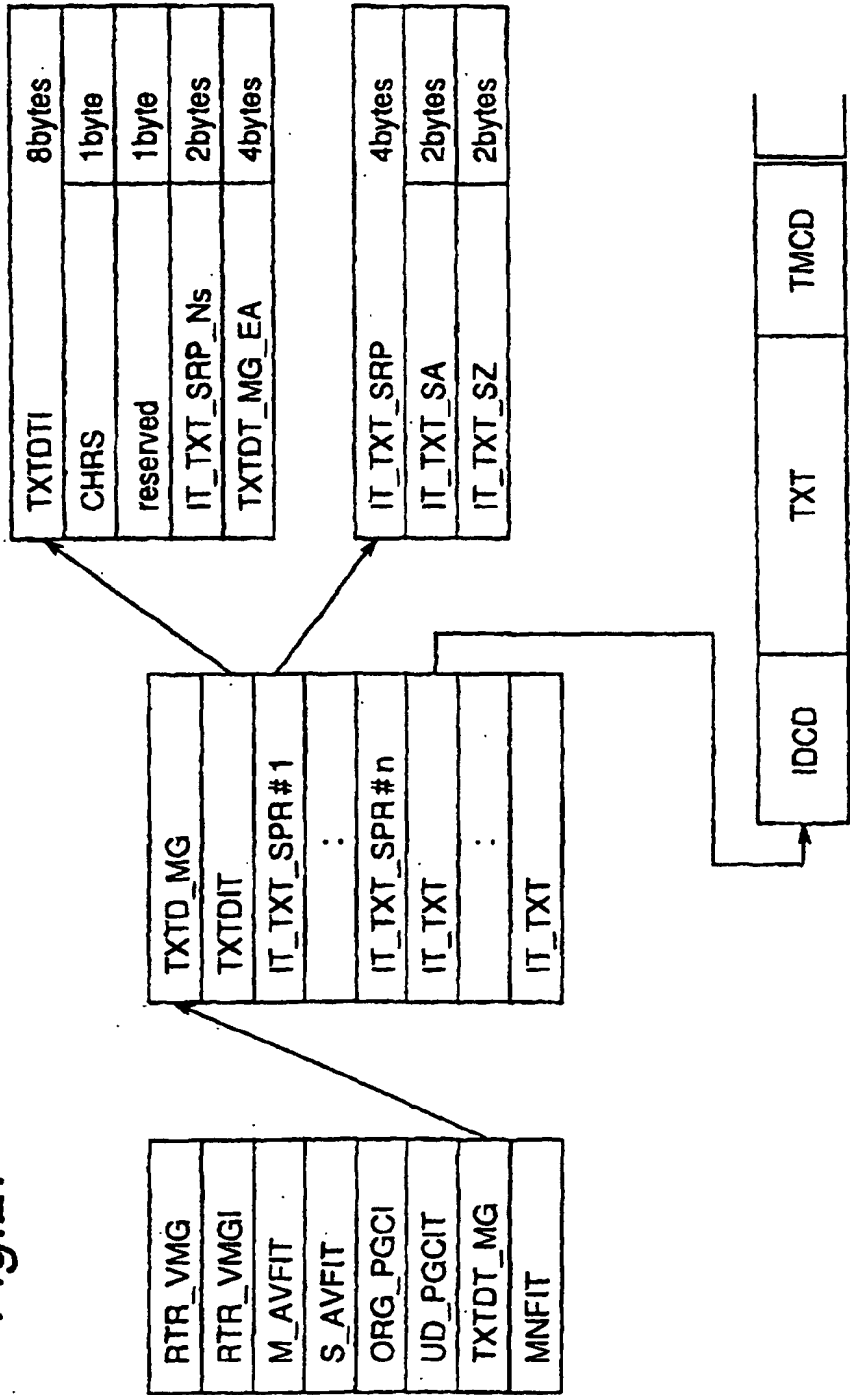 RTR_VMG
RTR_VMGI
M_AVFIT
S_AVFIT
ORG_PGCI
UD_PGCIT
TXTDT_MG
MNFIT
TXTD_MG
TXTDIT
IT_TXT_SPR#1
:
IT_TXT_SPR#n
IT_TXT
:
IT_TXT
TXTDTI 8bytes
CHRS 1byte
reserved 1byte
IT_TXT_SRP_Ns 2bytes
TXTDT_MG_EA 4bytes
IT_TXT_SRP 4bytes
IT_TXT_SA 2bytes
IT_TXT_SZ 2bytes
IDCD TXT TMCD